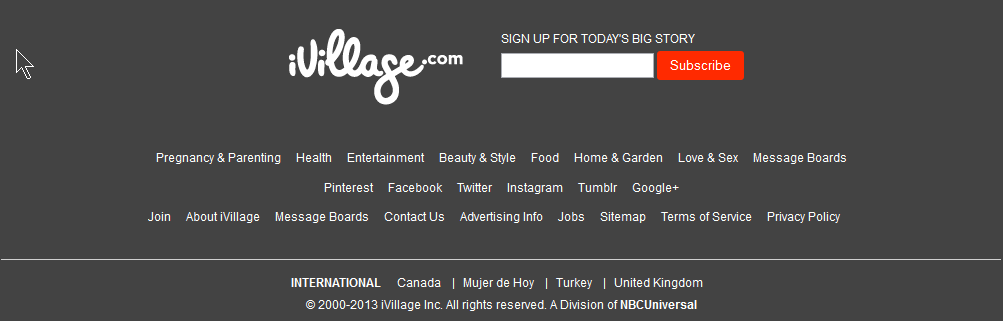 iVillage.com
SIGN UP FOR TODAY'S BIG STORY
Subscribe
Pregnancy & Parenting Health Entertainment Beauty & Style Food Home & Garden Love & Sex Message Boards
Pinterest Facebook Twitter Instagram Tumblr Google+
Join About iVillage Message Boards Contact Us Advertising Info Jobs Sitemap Terms of Service Privacy Policy
INTERNATIONAL Canada | Mujer de Hoy | Turkey | United Kingdom
© 2000-2013 iVillage Inc. All rights reserved. A Division of NBCUniversal